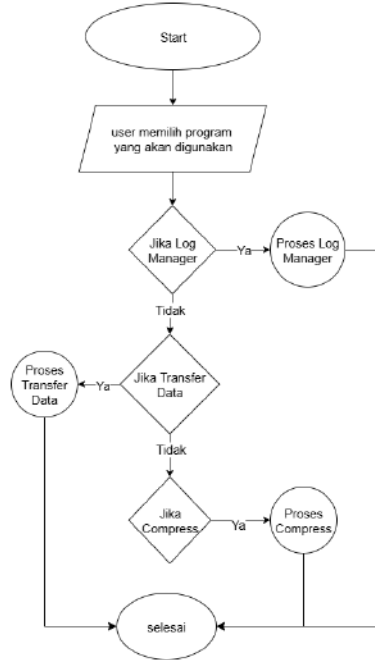 Start
user memilih program
yang akan digunakan
Jika Log
Manager
Ya
Proses Log
Manager
Tidak
Jika Transfer
Data
Ya
Proses
Transfer
Data
Tidak
Jika
Compress
Ya
Proses
Compress
selesai